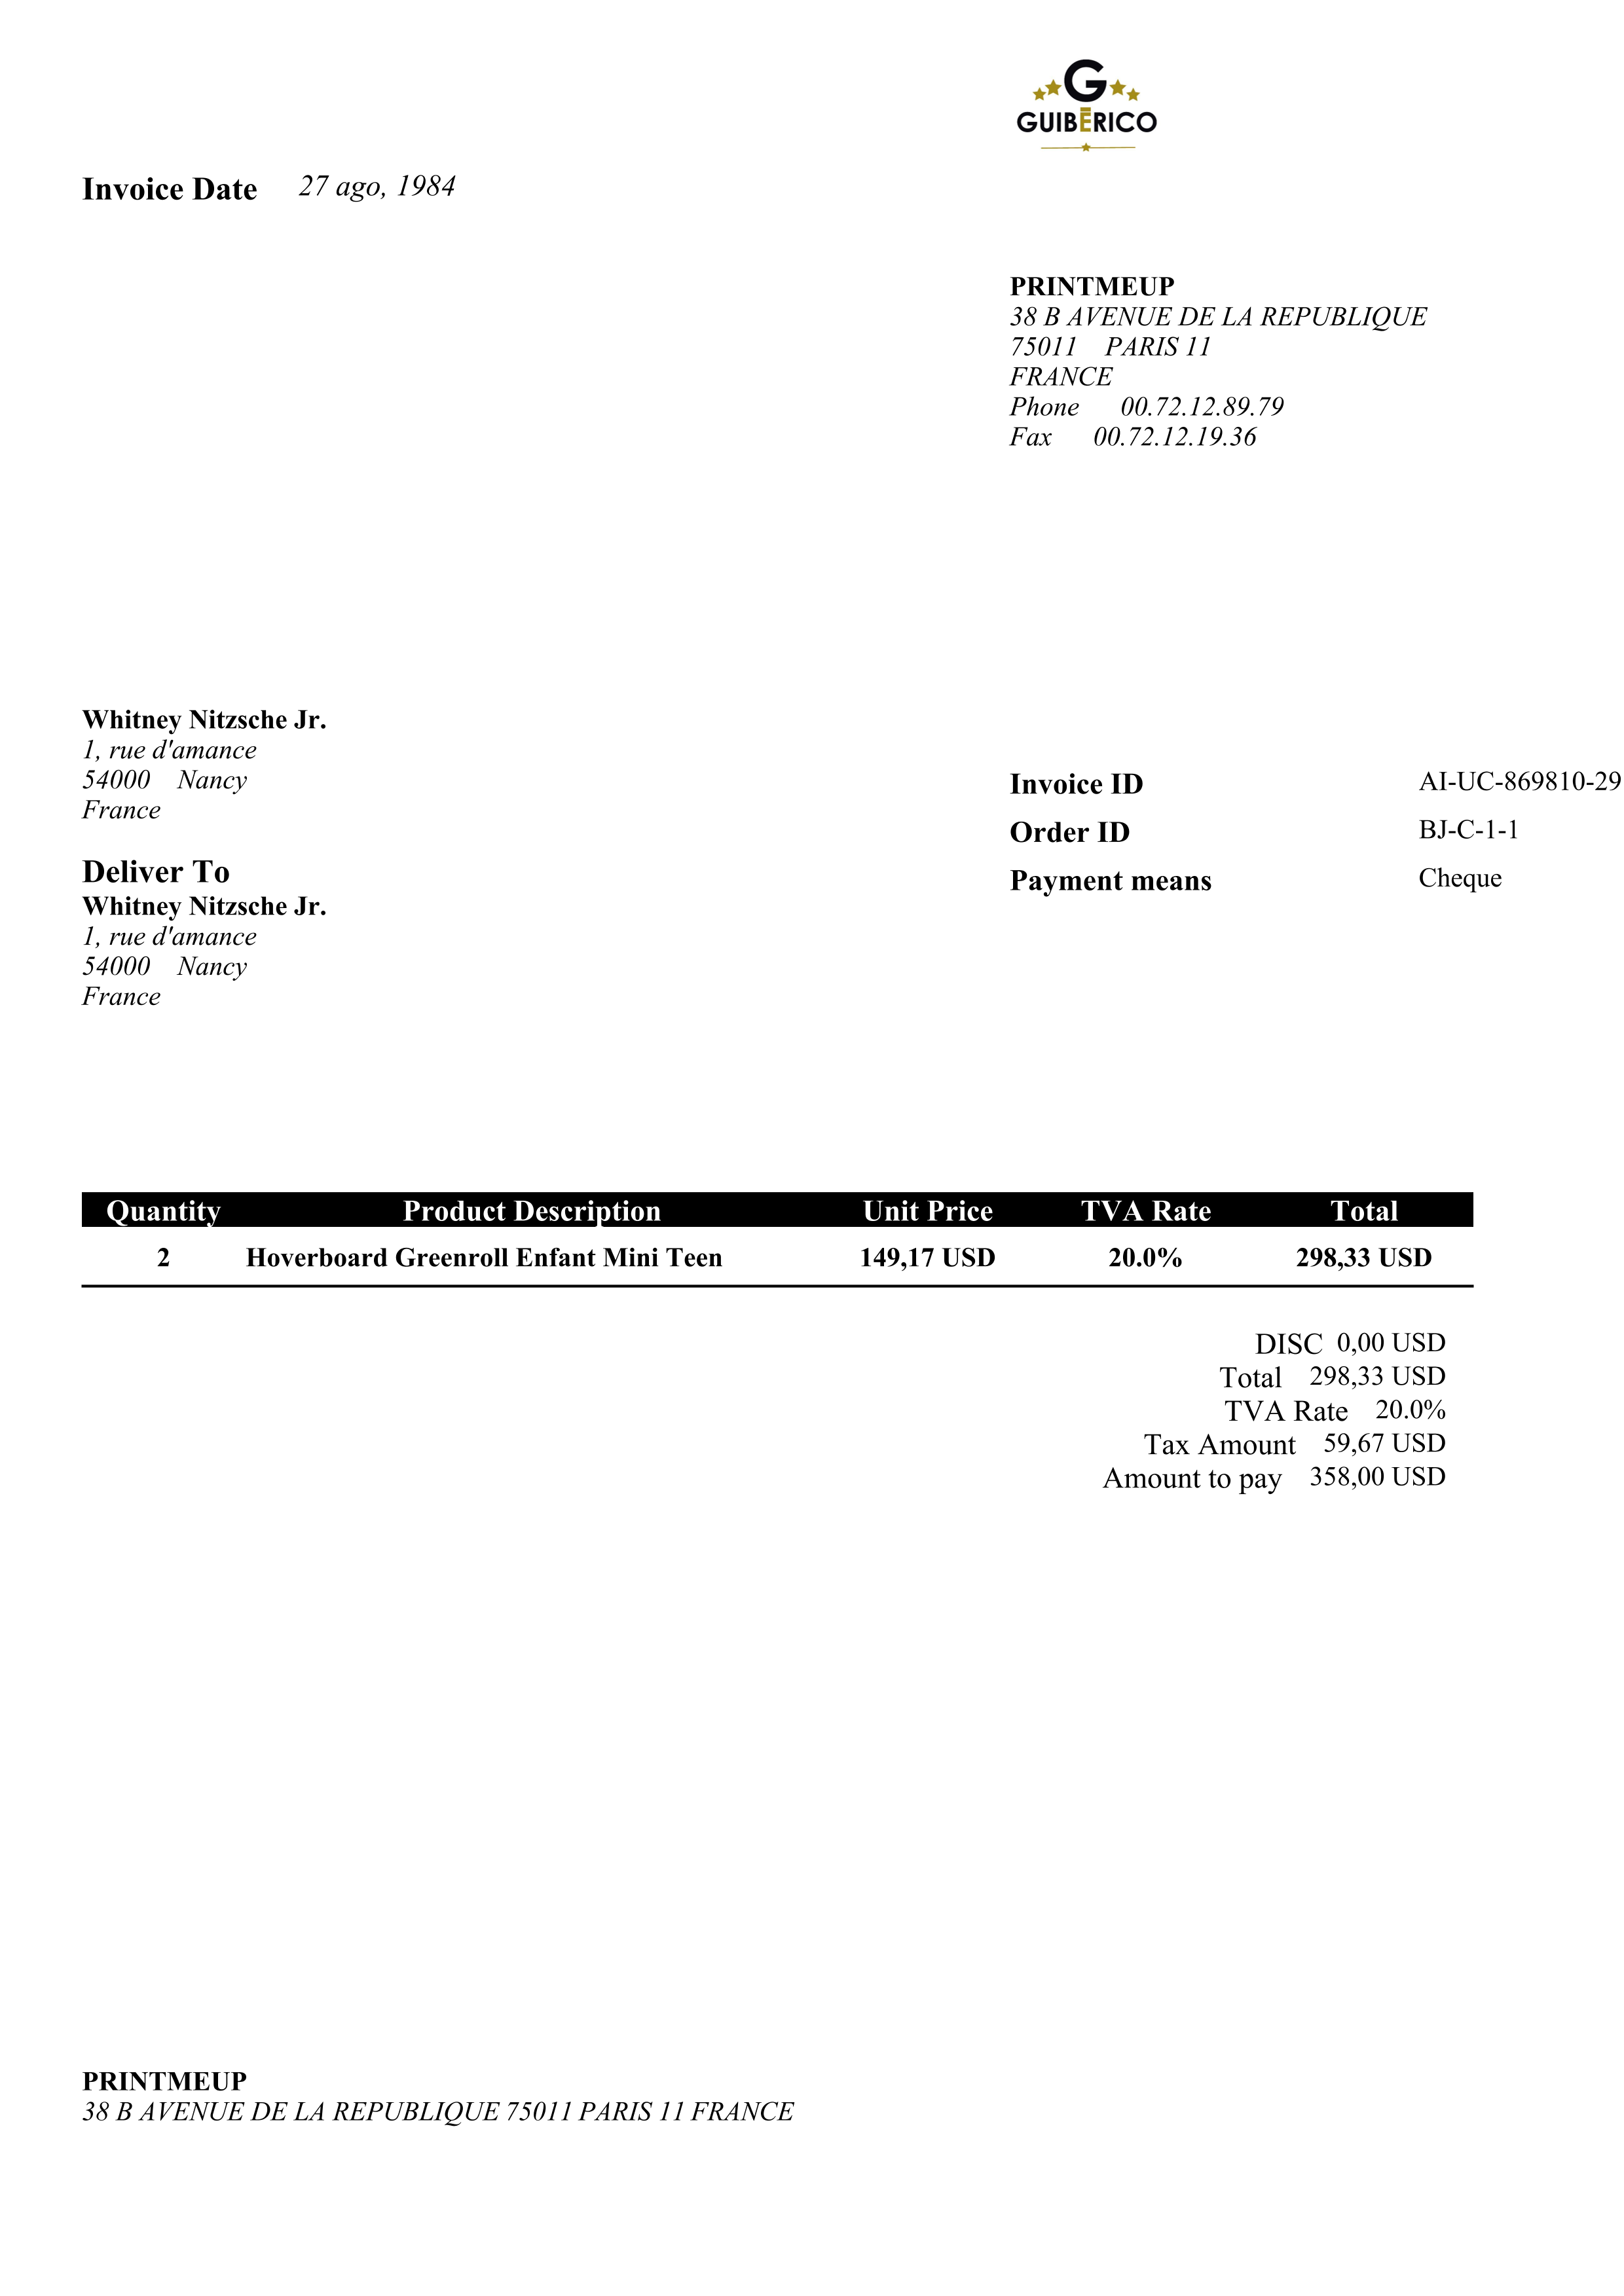 G
GUIBERICO
Invoice Date 27 ago, 1984
PRINTMEUP
38 B AVENUE DE LA REPUBLIQUE
75011 PARIS 11
FRANCE
Phone 00.72.12.89.79
Fax 00.72.12.19.36
Whitney Nitzsche Jr.
1, rue d'amance
54000 Nancy
France
Invoice ID AI-UC-869810-29
Order ID BJ-C-1-1
Payment means Cheque
Deliver To
Whitney Nitzsche Jr.
1, rue d'amance
54000 Nancy
France
Quantity Product Description Unit Price TVA Rate Total
2 Hoverboard Greenroll Enfant Mini Teen 149,17 USD 20.0% 298,33 USD
DISC 0,00 USD
Total 298,33 USD
TVA Rate 20.0%
Tax Amount 59,67 USD
Amount to pay 358,00 USD
PRINTMEUP
38 B AVENUE DE LA REPUBLIQUE 75011 PARIS 11 FRANCE